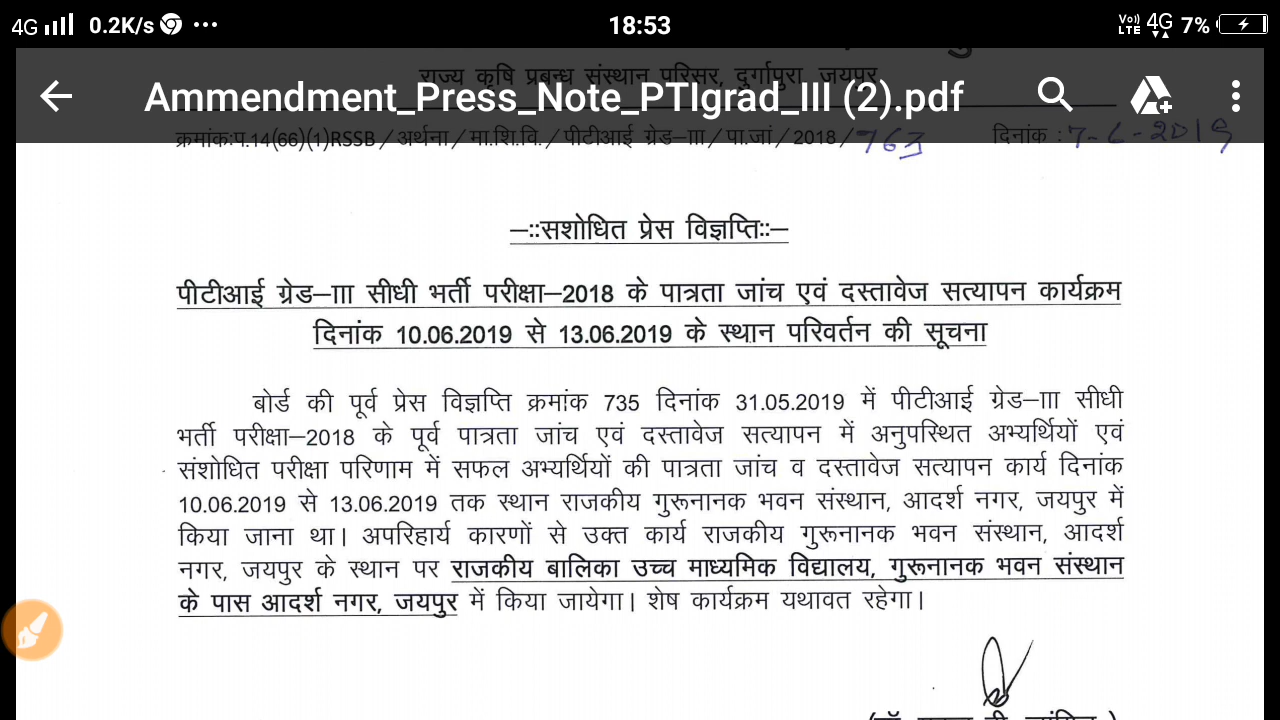 4G 0.2K/s 18:53 Vo) LTE 4G 7%
राज्य कृषि प्रबन्ध संस्थान परिसर, दुर्गापुरा जयपुर
Ammendment_Press_Note_PTIgrad_III (2).pdf
क्रमांक:प.14(66)(1)RSSB / अर्थना / मा.शि.वि. / पीटीआई ग्रेड–III / पा.जां / 2018 / 763 दिनांक : 7-6-2019
–::सशोधित प्रेस विज्ञप्ति::–
पीटीआई ग्रेड–III सीधी भर्ती परीक्षा–2018 के पात्रता जांच एवं दस्तावेज सत्यापन कार्यक्रम
दिनांक 10.06.2019 से 13.06.2019 के स्थान परिवर्तन की सूचना
बोर्ड की पूर्व प्रेस विज्ञप्ति क्रमांक 735 दिनांक 31.05.2019 में पीटीआई ग्रेड–III सीधी
भर्ती परीक्षा–2018 के पूर्व पात्रता जांच एवं दस्तावेज सत्यापन में अनुपस्थित अभ्यर्थियों एवं
संशोधित परीक्षा परिणाम में सफल अभ्यर्थियों की पात्रता जांच व दस्तावेज सत्यापन कार्य दिनांक
10.06.2019 से 13.06.2019 तक स्थान राजकीय गुरूनानक भवन संस्थान, आदर्श नगर, जयपुर में
किया जाना था। अपरिहार्य कारणों से उक्त कार्य राजकीय गुरूनानक भवन संस्थान, आदर्श
नगर, जयपुर के स्थान पर राजकीय बालिका उच्च माध्यमिक विद्यालय, गुरूनानक भवन संस्थान
के पास आदर्श नगर, जयपुर में किया जायेगा। शेष कार्यक्रम यथावत रहेगा।